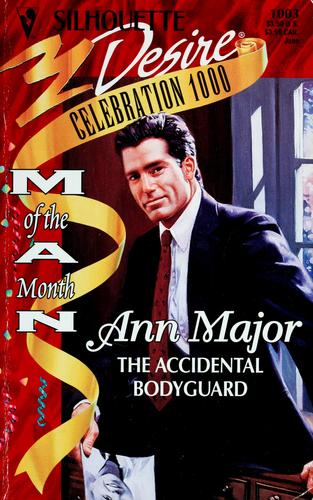 SILHOUETTE
Desire®
1003
CELEBRATION 1000
MAN
of the
Month
Ann Major
THE ACCIDENTAL
BODYGUARD